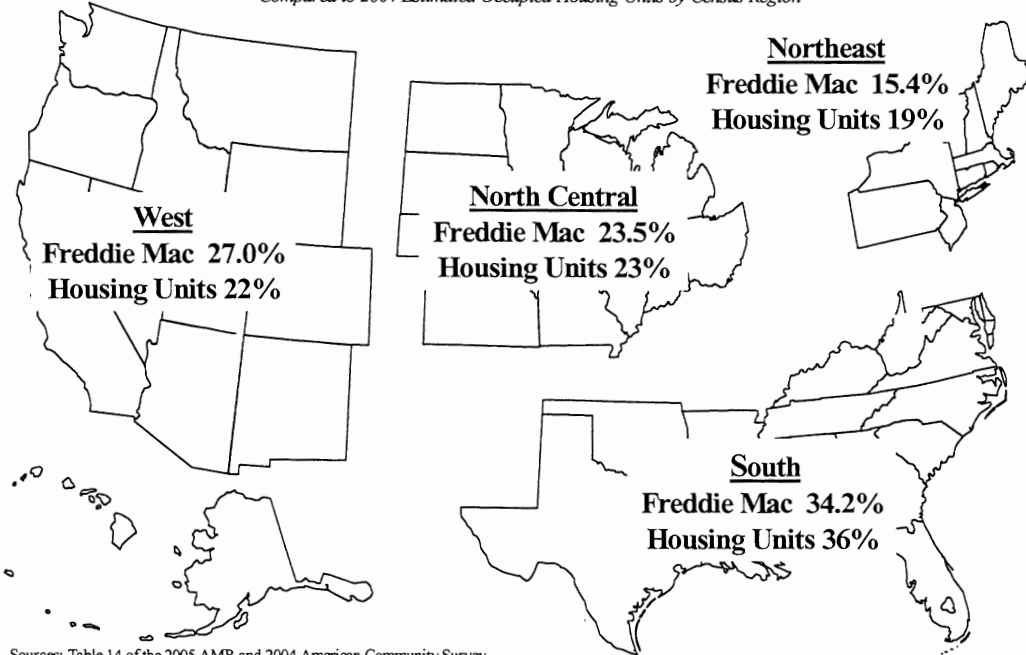 Compared to 2004 Estimated Occupied Housing Units by Census Region
Northeast
Freddie Mac 15.4%
Housing Units 19%
North Central
Freddie Mac 23.5%
Housing Units 23%
West
Freddie Mac 27.0%
Housing Units 22%
South
Freddie Mac 34.2%
Housing Units 36%
Sources: Table 14 of the 2005 AMR and 2004 American Community Survey